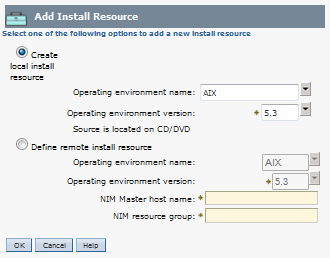 Add Install Resource
Select one of the following options to add a new install resource
Create
local install
resource
Operating environment name: AIX
Operating environment version: * 5.3
Source is located on CD/DVD
Define remote install resource
Operating environment name: AIX
Operating environment version: * 5.3
NIM Master host name: *
NIM resource group: *
OK Cancel Help